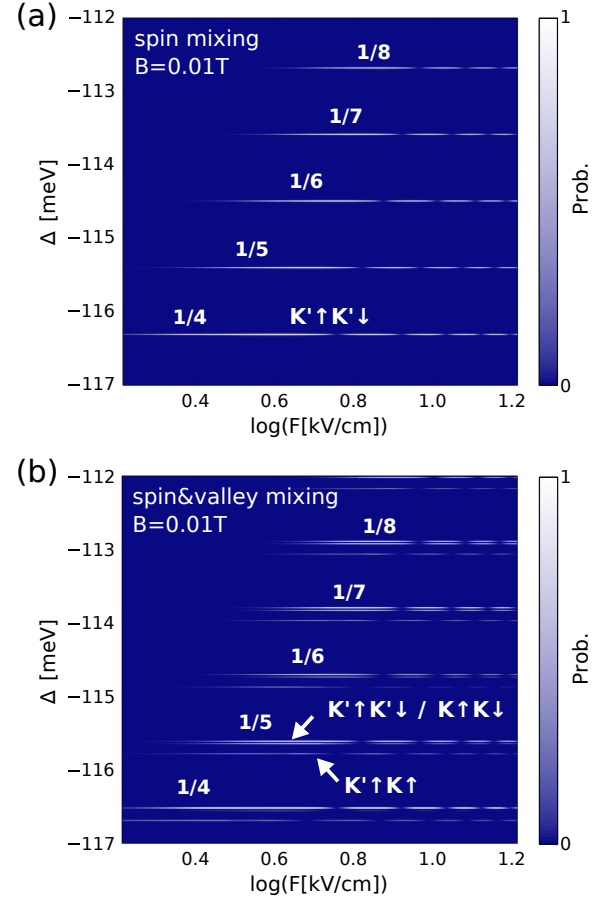 (a)
−112
−113
−114
−115
−116
−117
Δ [meV]
spin mixing
B=0.01T
1/8
1/7
1/6
1/5
1/4
K'↑K'↓
0.4
0.6
0.8
1.0
1.2
log(F[kV/cm])
1
0
Prob.
(b)
−112
−113
−114
−115
−116
−117
Δ [meV]
spin&valley mixing
B=0.01T
1/8
1/7
1/6
1/5
K'↑K'↓ / K↑K↓
K'↑K↑
1/4
0.4
0.6
0.8
1.0
1.2
log(F[kV/cm])
1
0
Prob.